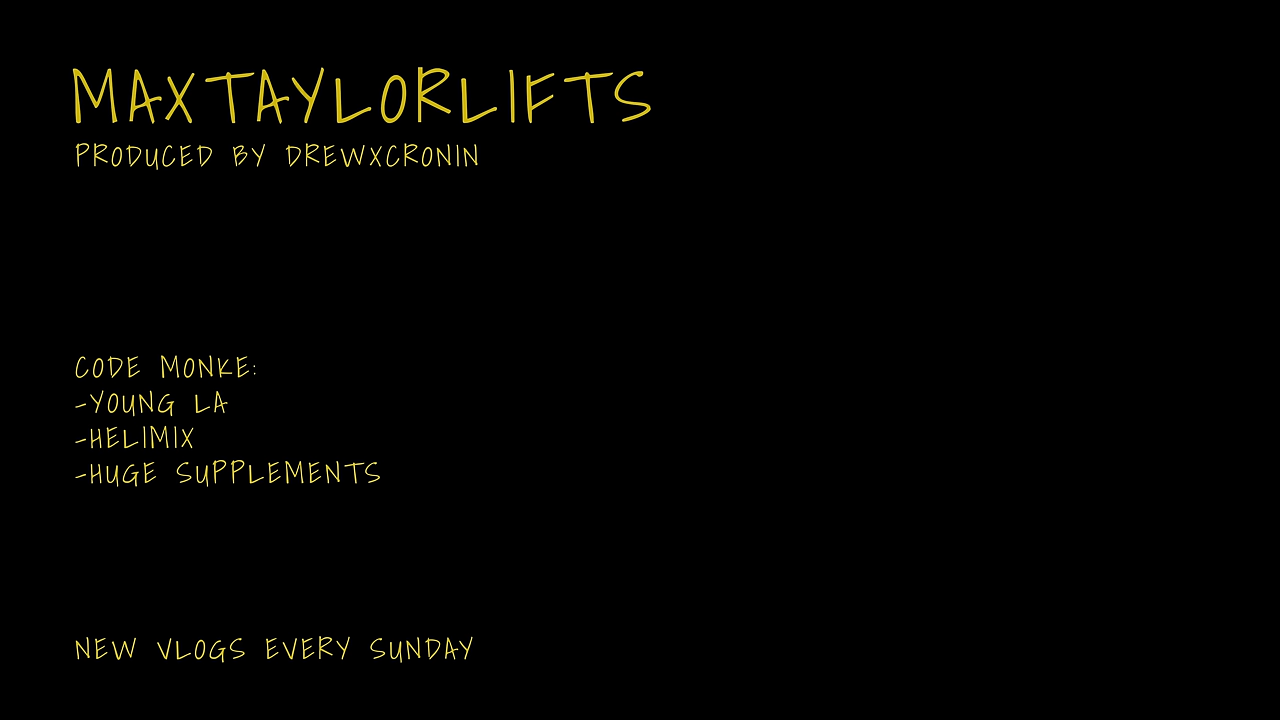 MAXTAYLORLIFTS
PRODUCED BY DREWXCRONIN
CODE MONKE:
-YOUNG LA
-HELIMIX
-HUGE SUPPLEMENTS
NEW VLOGS EVERY SUNDAY